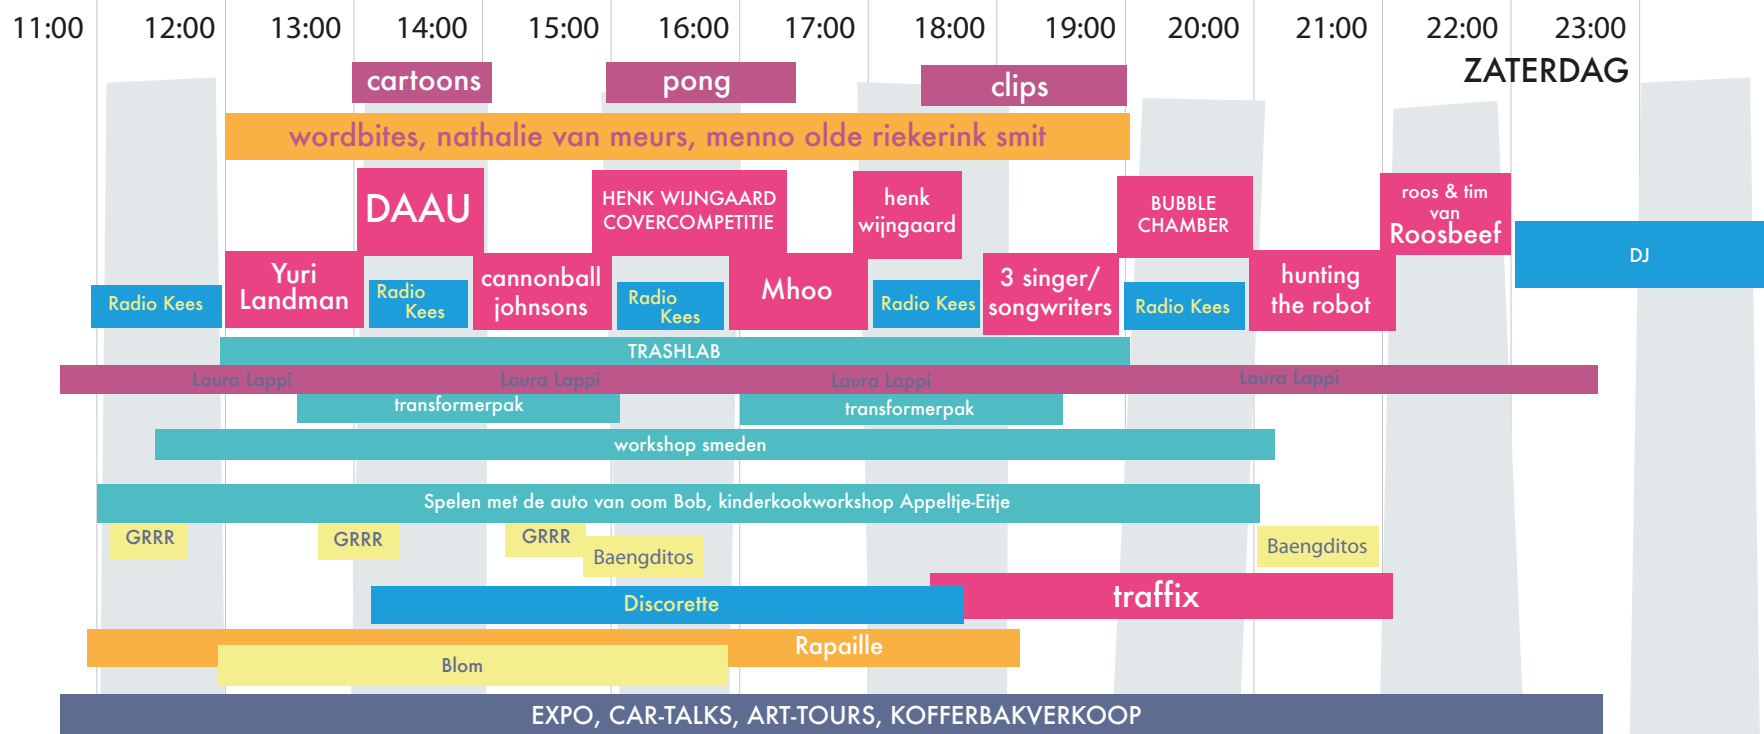 11:00 12:00 13:00 14:00 15:00 16:00 17:00 18:00 19:00 20:00 21:00 22:00 23:00
ZATERDAG
cartoons
pong
clips
wordbites, nathalie van meurs, menno olde riekerink smit
DAAU
HENK WIJNGAARD
COVERCOMPETITIE
henk
wijngaard
BUBBLE
CHAMBER
roos & tim
van
Roosbeef
DJ
Radio Kees
Yuri
Landman
Radio
Kees
cannonball
johnsons
Radio
Kees
Mhoo
Radio Kees
3 singer/
songwriters
Radio Kees
hunting
the robot
TRASHLAB
Laura Lappi Laura Lappi Laura Lappi Laura Lappi
transformerpak transformerpak
workshop smeden
Spelen met de auto van oom Bob, kinderkookworkshop Appeltje-Eitje
GRRR GRRR GRRR
Baengditos Baengditos
traffix
Discorette
Rapaille
Blom
EXPO, CAR-TALKS, ART-TOURS, KOFFERBAKVERKOOP